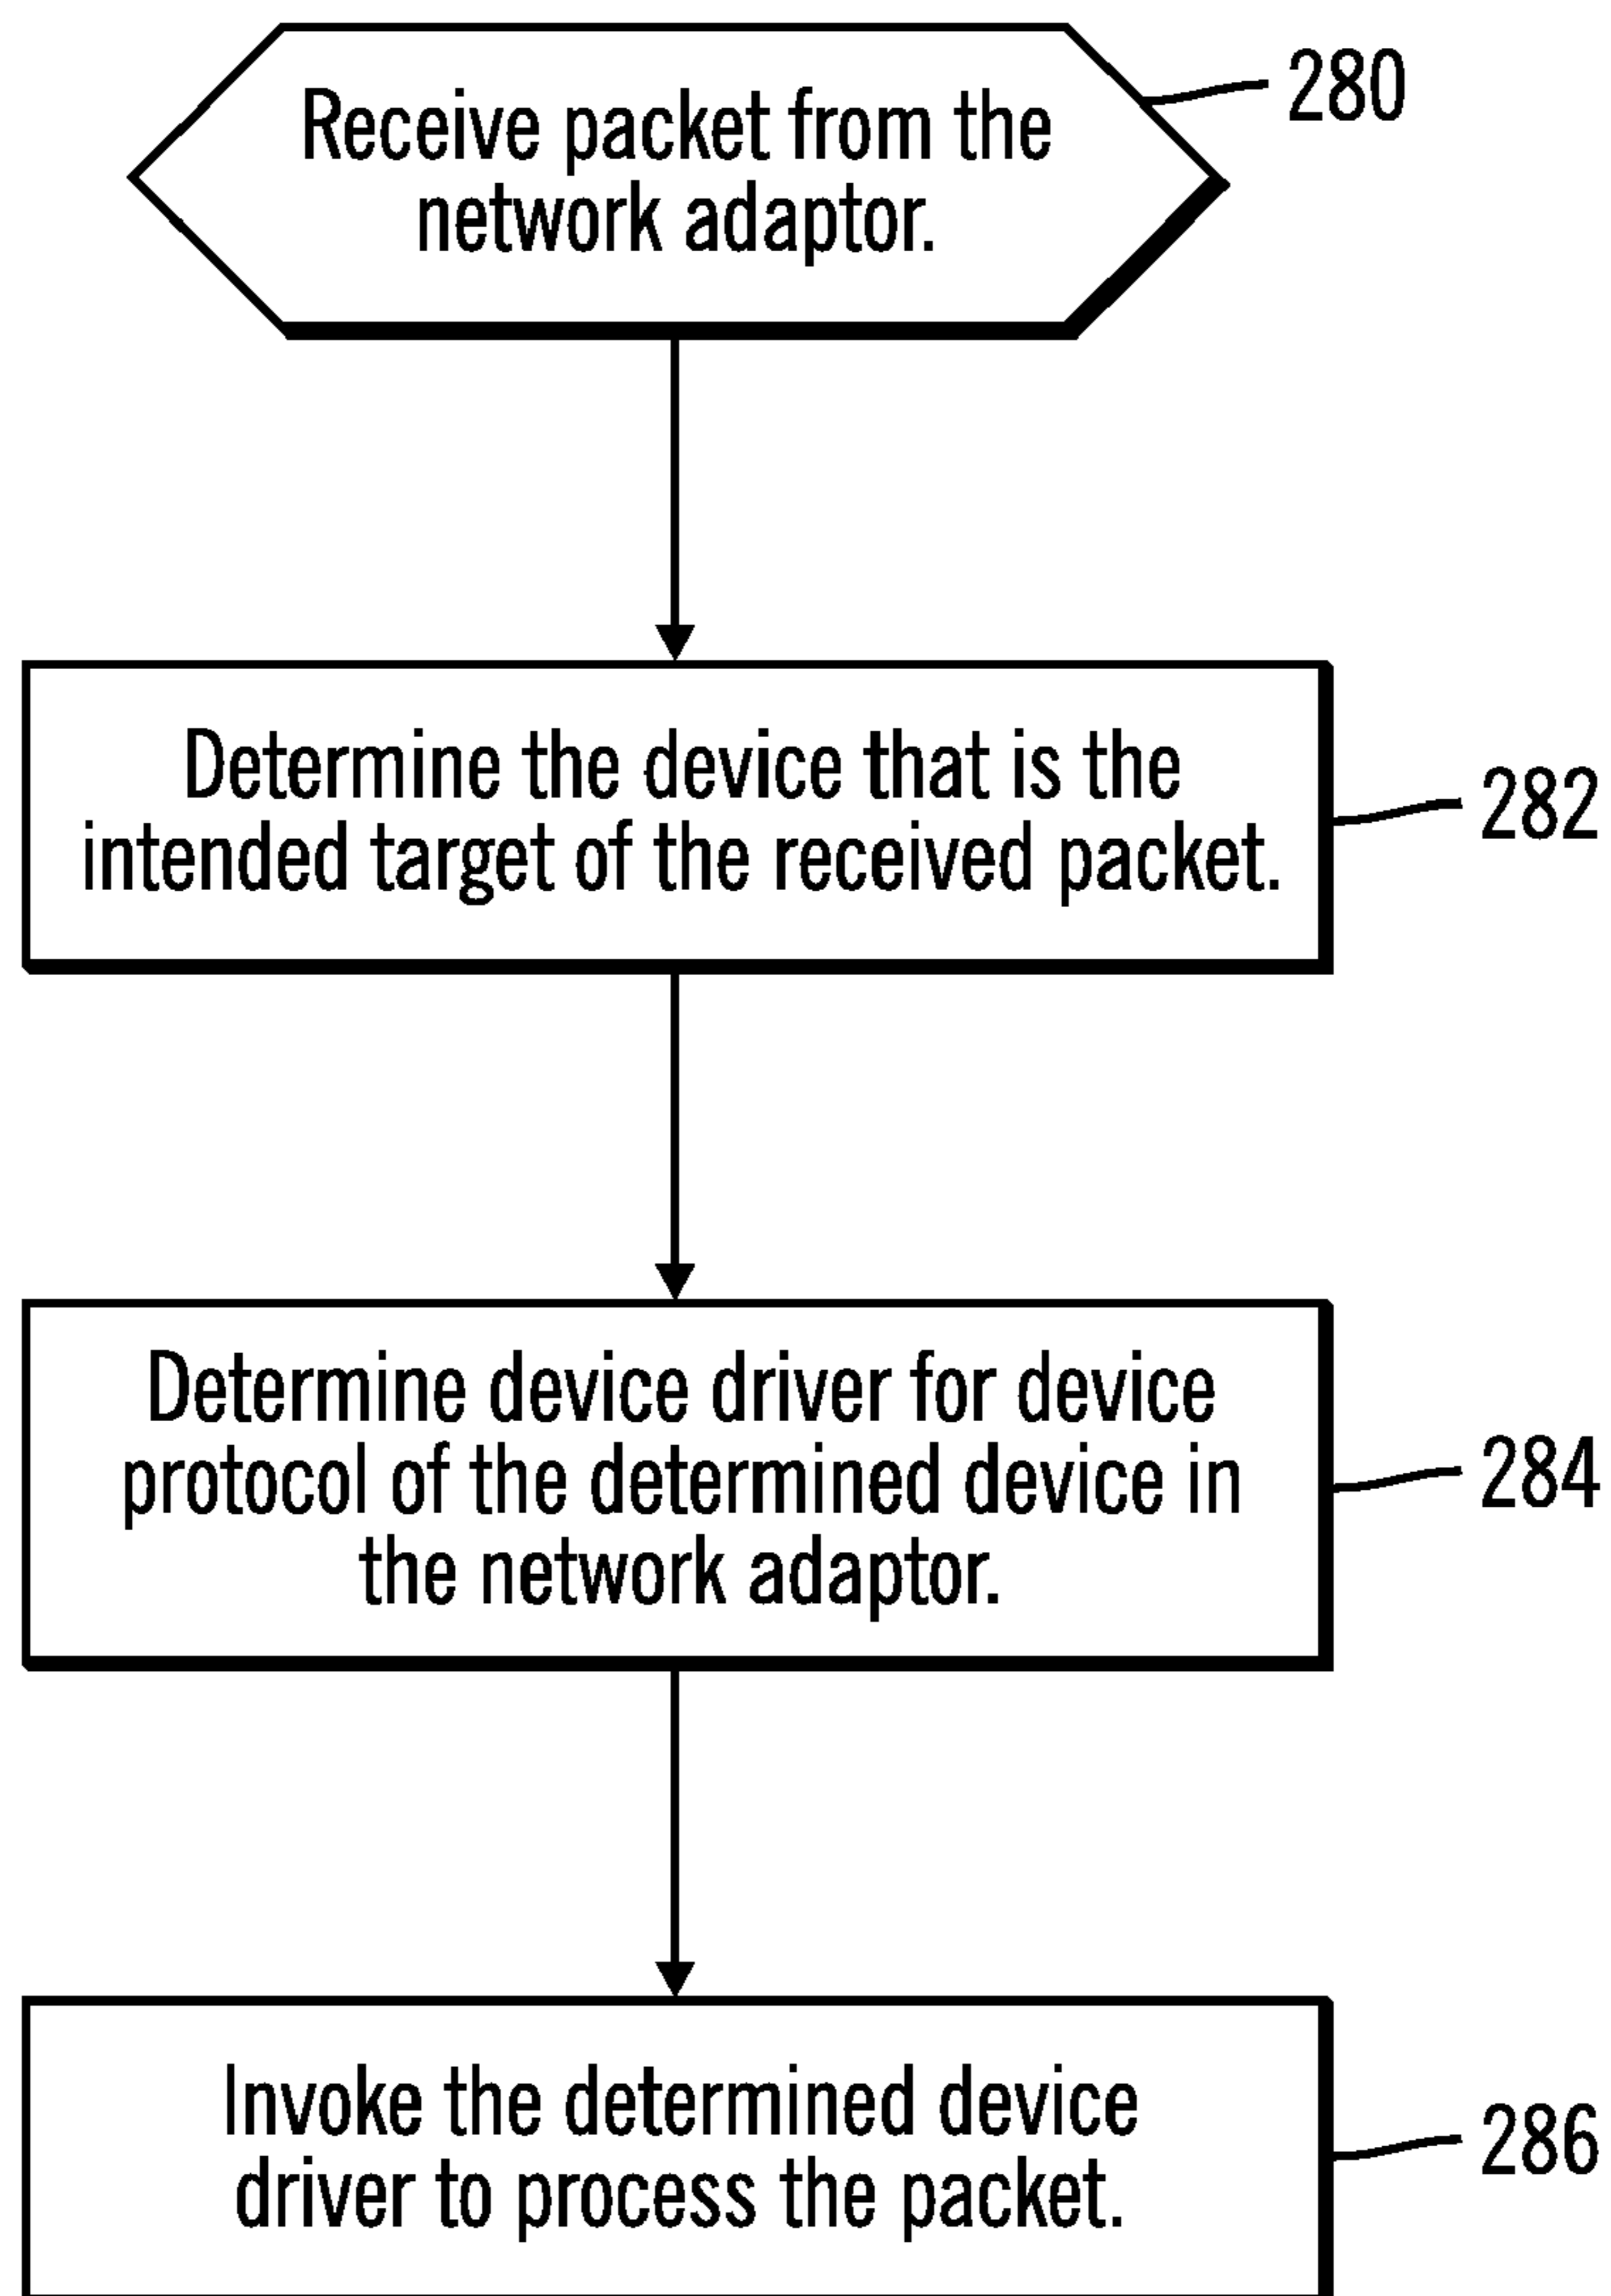 Receive packet from the
network adaptor.
280
Determine the device that is the
intended target of the received packet.
282
Determine device driver for device
protocol of the determined device in
the network adaptor.
284
Invoke the determined device
driver to process the packet.
286